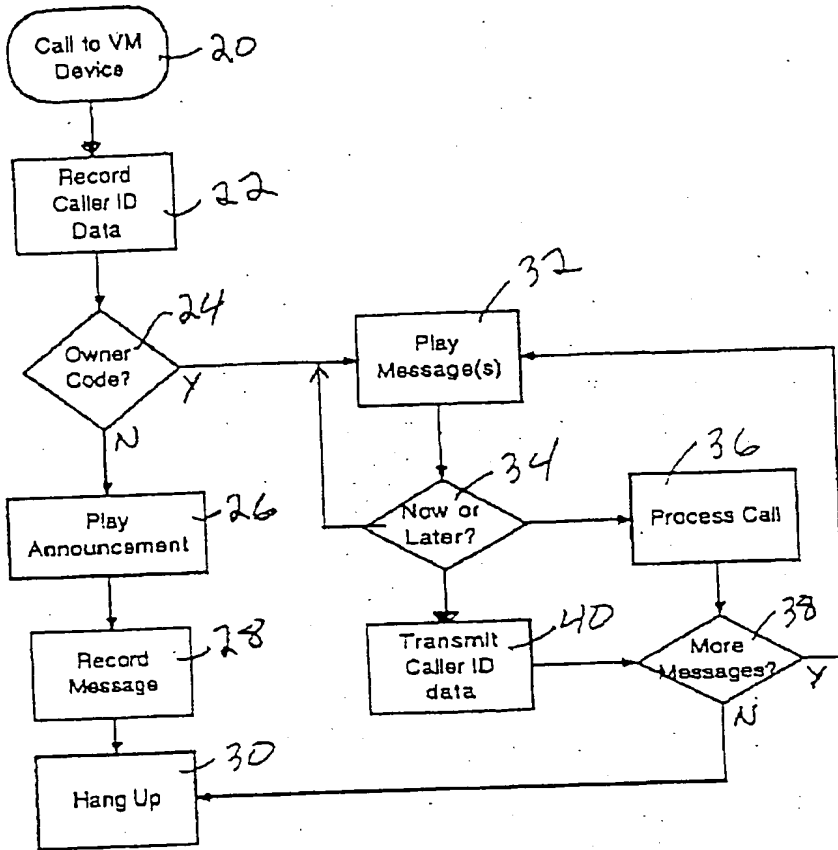 Call to VM
Device
20
Record
Caller ID
Data
22
Owner
Code?
24
Y
N
Play
Announcement
26
Record
Message
28
Hang Up
30
Play
Message(s)
32
Now or
Later?
34
Process Call
36
Transmit
Caller ID
data
40
More
Messages?
38
Y
N